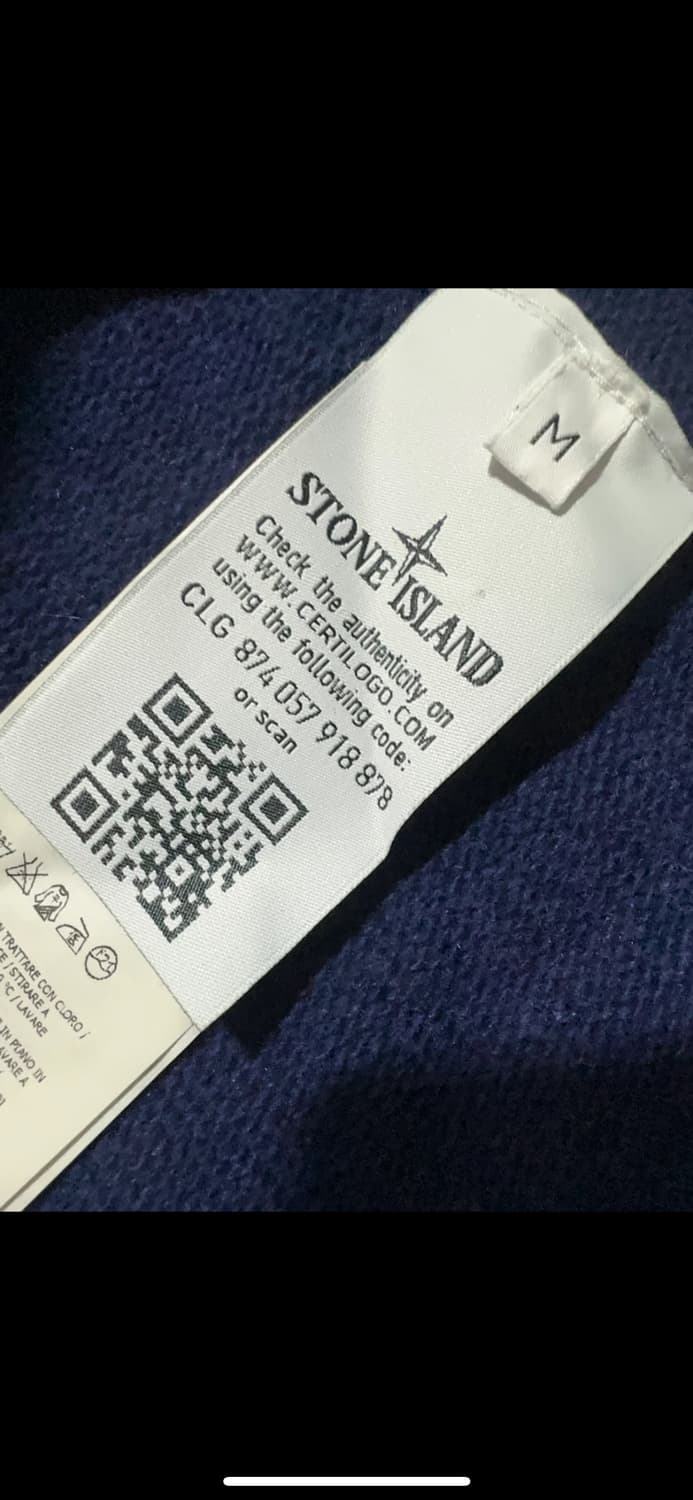 M
STONE ISLAND
Check the authenticity on
WWW.CERTILOGO.COM
using the following code:
CLG 874 057 918 878
or scan
TRATTARE CON CLORO /
/ STIRARE A
°C / LAVARE
IN PIANO IN